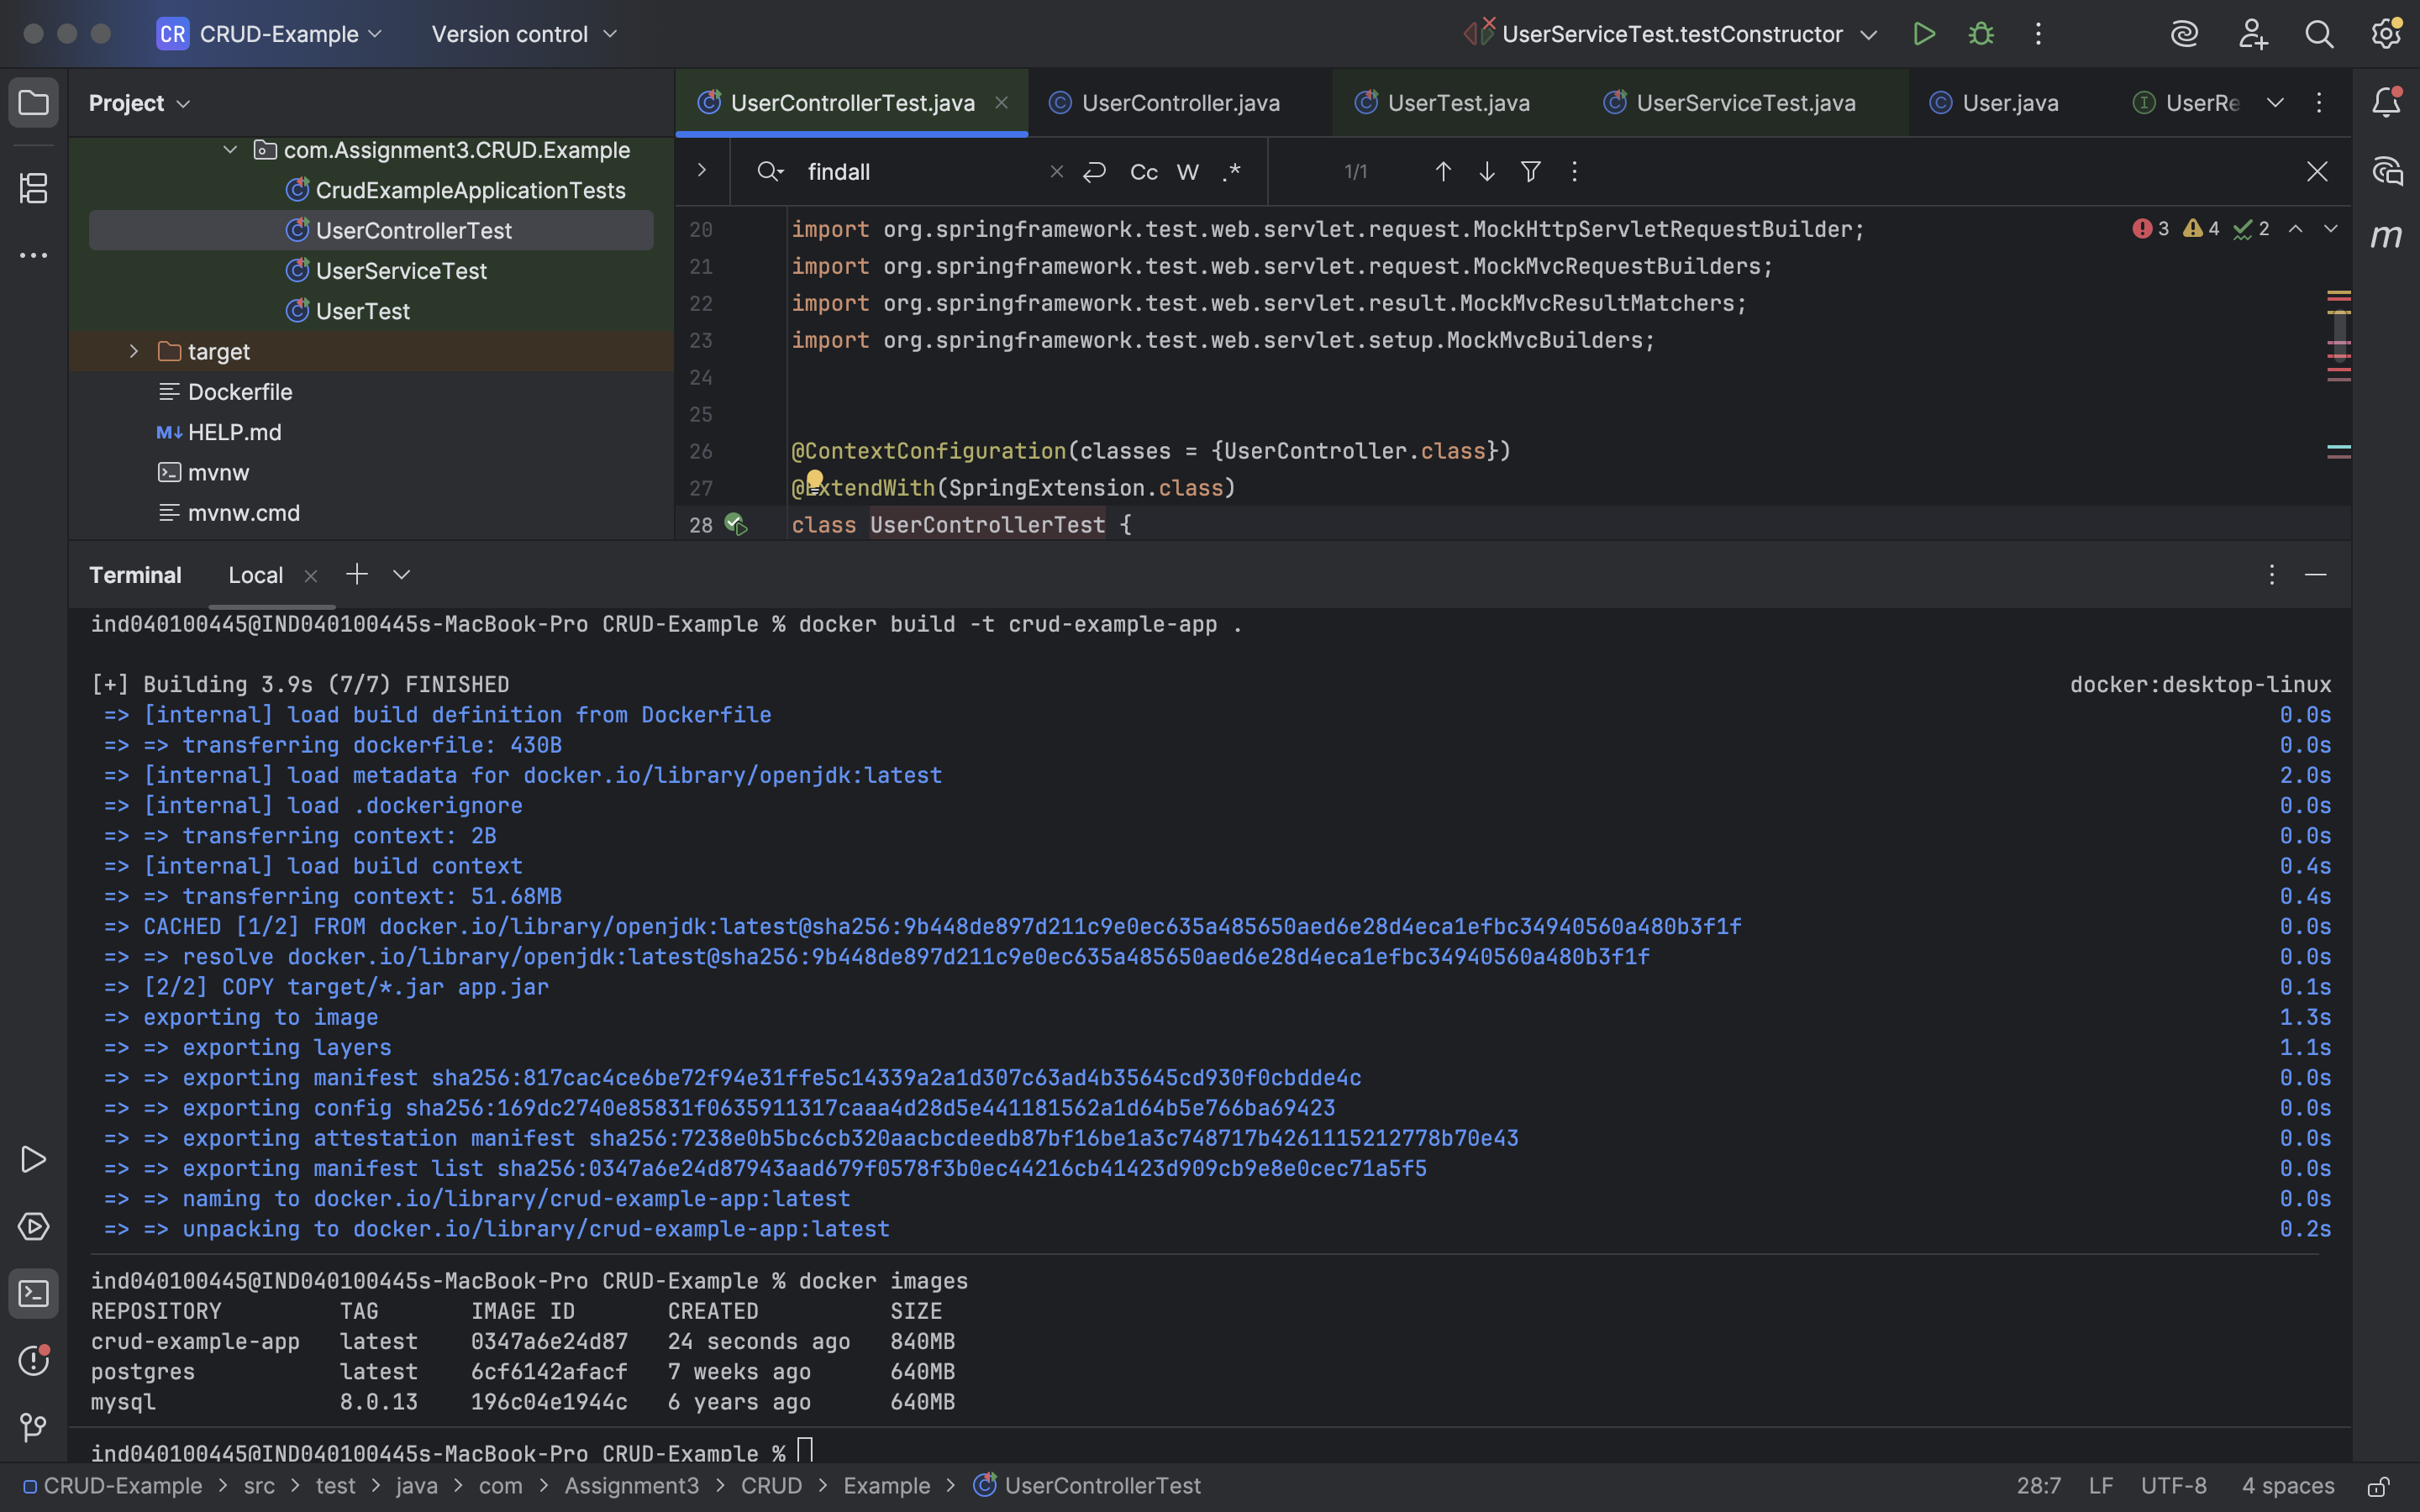 CR CRUD-Example Version control UserServiceTest.testConstructor
Project
com.Assignment3.CRUD.Example
CrudExampleApplicationTests
UserControllerTest
UserServiceTest
UserTest
target
Dockerfile
M↓ HELP.md
mvnw
mvnw.cmd
UserControllerTest.java UserController.java UserTest.java UserServiceTest.java User.java UserRe
findall Cc W .* 1/1
3 4 2
20 import org.springframework.test.web.servlet.request.MockHttpServletRequestBuilder;
21 import org.springframework.test.web.servlet.request.MockMvcRequestBuilders;
22 import org.springframework.test.web.servlet.result.MockMvcResultMatchers;
23 import org.springframework.test.web.servlet.setup.MockMvcBuilders;
24
25
26 @ContextConfiguration(classes = {UserController.class})
27 @ExtendWith(SpringExtension.class)
28 class UserControllerTest {
m
Terminal Local
ind040100445@IND040100445s-MacBook-Pro CRUD-Example % docker build -t crud-example-app .
[+] Building 3.9s (7/7) FINISHED docker:desktop-linux
=> [internal] load build definition from Dockerfile 0.0s
=> => transferring dockerfile: 430B 0.0s
=> [internal] load metadata for docker.io/library/openjdk:latest 2.0s
=> [internal] load .dockerignore 0.0s
=> => transferring context: 2B 0.0s
=> [internal] load build context 0.4s
=> => transferring context: 51.68MB 0.4s
=> CACHED [1/2] FROM docker.io/library/openjdk:latest@sha256:9b448de897d211c9e0ec635a485650aed6e28d4eca1efbc34940560a480b3f1f 0.0s
=> => resolve docker.io/library/openjdk:latest@sha256:9b448de897d211c9e0ec635a485650aed6e28d4eca1efbc34940560a480b3f1f 0.0s
=> [2/2] COPY target/*.jar app.jar 0.1s
=> exporting to image 1.3s
=> => exporting layers 1.1s
=> => exporting manifest sha256:817cac4ce6be72f94e31ffe5c14339a2a1d307c63ad4b35645cd930f0cbdde4c 0.0s
=> => exporting config sha256:169dc2740e85831f0635911317caaa4d28d5e441181562a1d64b5e766ba69423 0.0s
=> => exporting attestation manifest sha256:7238e0b5bc6cb320aacbcdeedb87bf16be1a3c748717b4261115212778b70e43 0.0s
=> => exporting manifest list sha256:0347a6e24d87943aad679f0578f3b0ec44216cb41423d909cb9e8e0cec71a5f5 0.0s
=> => naming to docker.io/library/crud-example-app:latest 0.0s
=> => unpacking to docker.io/library/crud-example-app:latest 0.2s
ind040100445@IND040100445s-MacBook-Pro CRUD-Example % docker images
REPOSITORY TAG IMAGE ID CREATED SIZE
crud-example-app latest 0347a6e24d87 24 seconds ago 840MB
postgres latest 6cf6142afacf 7 weeks ago 640MB
mysql 8.0.13 196c04e1944c 6 years ago 640MB
ind040100445@IND040100445s-MacBook-Pro CRUD-Example %
CRUD-Example > src > test > java > com > Assignment3 > CRUD > Example > UserControllerTest 28:7 LF UTF-8 4 spaces